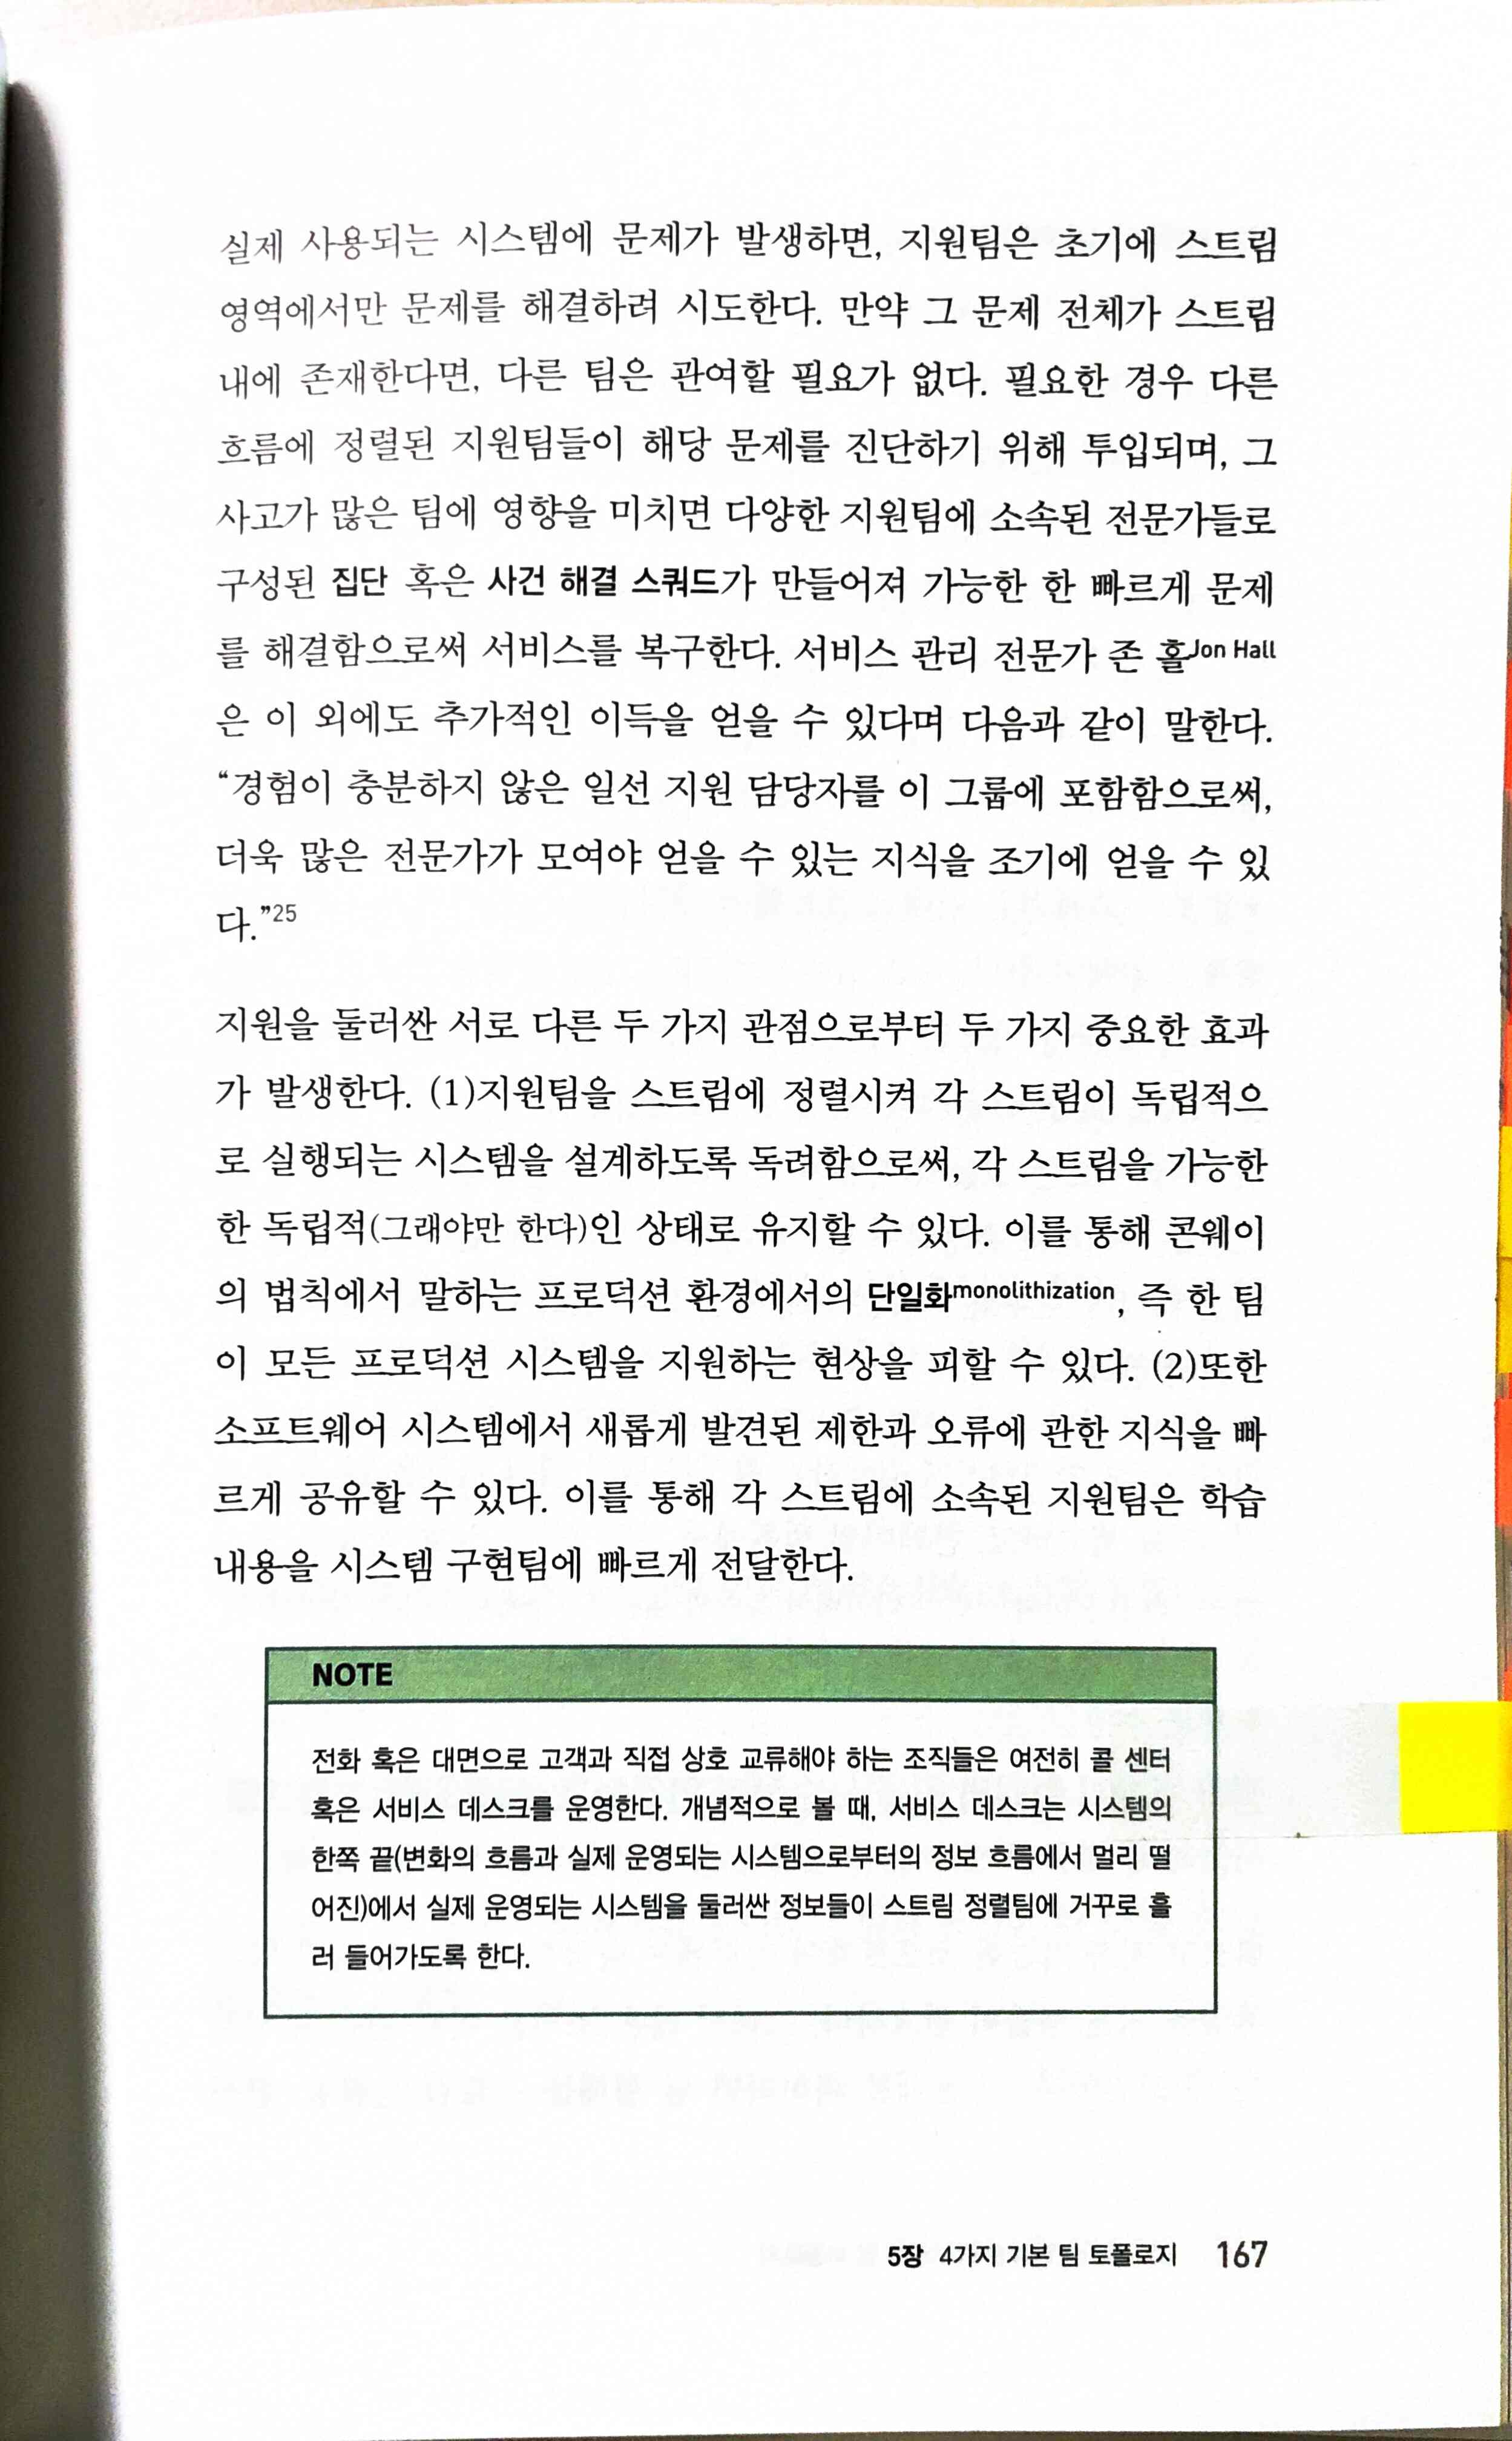 실제 사용되는 시스템에 문제가 발생하면, 지원팀은 초기에 스트림
영역에서만 문제를 해결하려 시도한다. 만약 그 문제 전체가 스트림
내에 존재한다면, 다른 팀은 관여할 필요가 없다. 필요한 경우 다른
흐름에 정렬된 지원팀들이 해당 문제를 진단하기 위해 투입되며, 그
사고가 많은 팀에 영향을 미치면 다양한 지원팀에 소속된 전문가들로
구성된 집단 혹은 사건 해결 스쿼드가 만들어져 가능한 한 빠르게 문제
를 해결함으로써 서비스를 복구한다. 서비스 관리 전문가 존 홀Jon Hall
은 이 외에도 추가적인 이득을 얻을 수 있다며 다음과 같이 말한다.
“경험이 충분하지 않은 일선 지원 담당자를 이 그룹에 포함함으로써,
더욱 많은 전문가가 모여야 얻을 수 있는 지식을 조기에 얻을 수 있
다.”25
지원을 둘러싼 서로 다른 두 가지 관점으로부터 두 가지 중요한 효과
가 발생한다. (1)지원팀을 스트림에 정렬시켜 각 스트림이 독립적으
로 실행되는 시스템을 설계하도록 독려함으로써, 각 스트림을 가능한
한 독립적(그래야만 한다)인 상태로 유지할 수 있다. 이를 통해 콘웨이
의 법칙에서 말하는 프로덕션 환경에서의 단일화monolithization, 즉 한 팀
이 모든 프로덕션 시스템을 지원하는 현상을 피할 수 있다. (2)또한
소프트웨어 시스템에서 새롭게 발견된 제한과 오류에 관한 지식을 빠
르게 공유할 수 있다. 이를 통해 각 스트림에 소속된 지원팀은 학습
내용을 시스템 구현팀에 빠르게 전달한다.
NOTE
전화 혹은 대면으로 고객과 직접 상호 교류해야 하는 조직들은 여전히 콜 센터
혹은 서비스 데스크를 운영한다. 개념적으로 볼 때, 서비스 데스크는 시스템의
한쪽 끝(변화의 흐름과 실제 운영되는 시스템으로부터의 정보 흐름에서 멀리 떨
어진)에서 실제 운영되는 시스템을 둘러싼 정보들이 스트림 정렬팀에 거꾸로 흘
러 들어가도록 한다.
5장 4가지 기본 팀 토폴로지 167